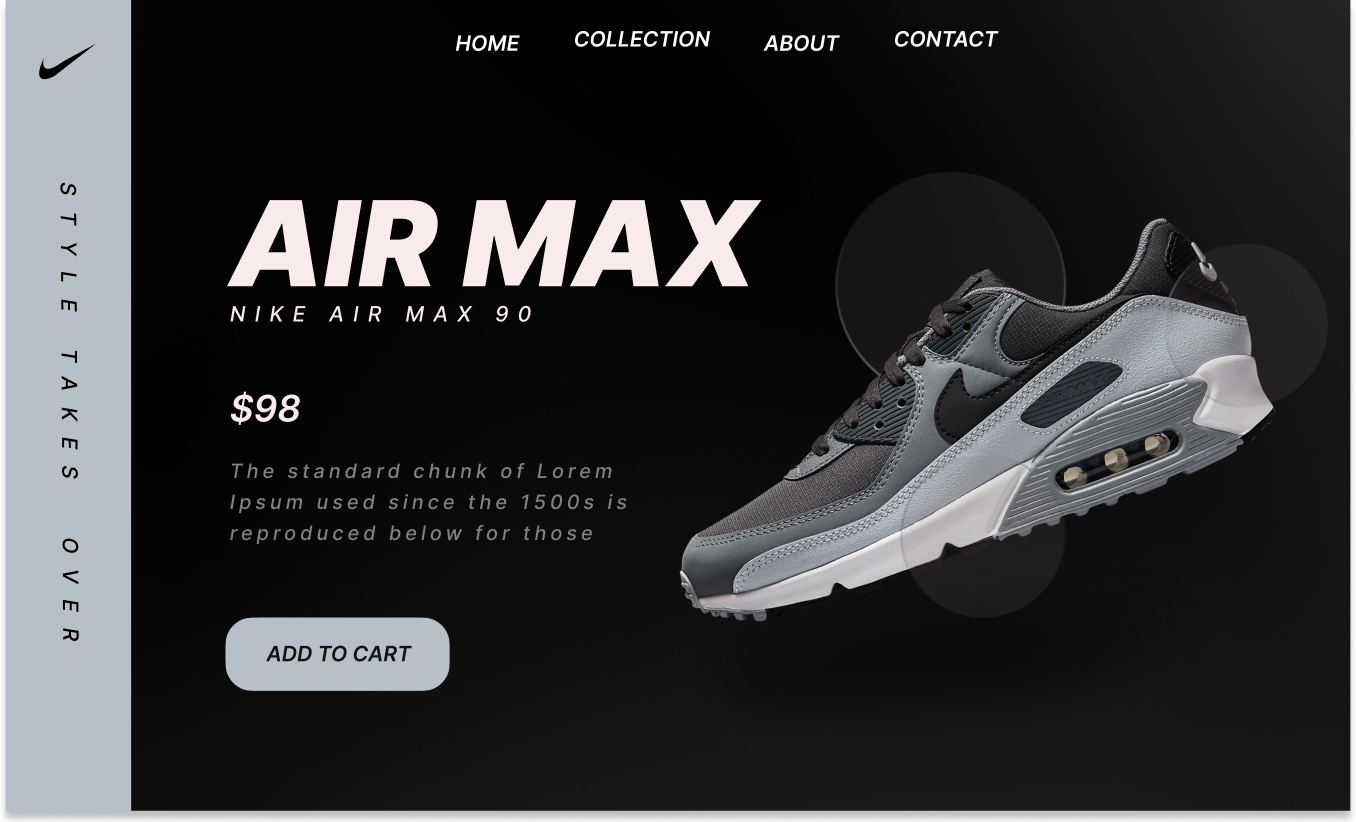 HOME COLLECTION ABOUT CONTACT
STYLE TAKES OVER
AIR MAX
NIKE AIR MAX 90
$98
The standard chunk of Lorem
Ipsum used since the 1500s is
reproduced below for those
ADD TO CART